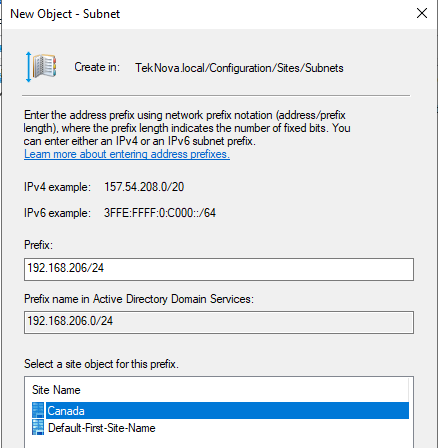 New Object - Subnet
Create in: TekNova.local/Configuration/Sites/Subnets
Enter the address prefix using network prefix notation (address/prefix
length), where the prefix length indicates the number of fixed bits. You
can enter either an IPv4 or an IPv6 subnet prefix.
Learn more about entering address prefixes.
IPv4 example: 157.54.208.0/20
IPv6 example: 3FFE:FFFF:0:C000::/64
Prefix:
192.168.206/24
Prefix name in Active Directory Domain Services:
192.168.206.0/24
Select a site object for this prefix.
Site Name
Canada
Default-First-Site-Name